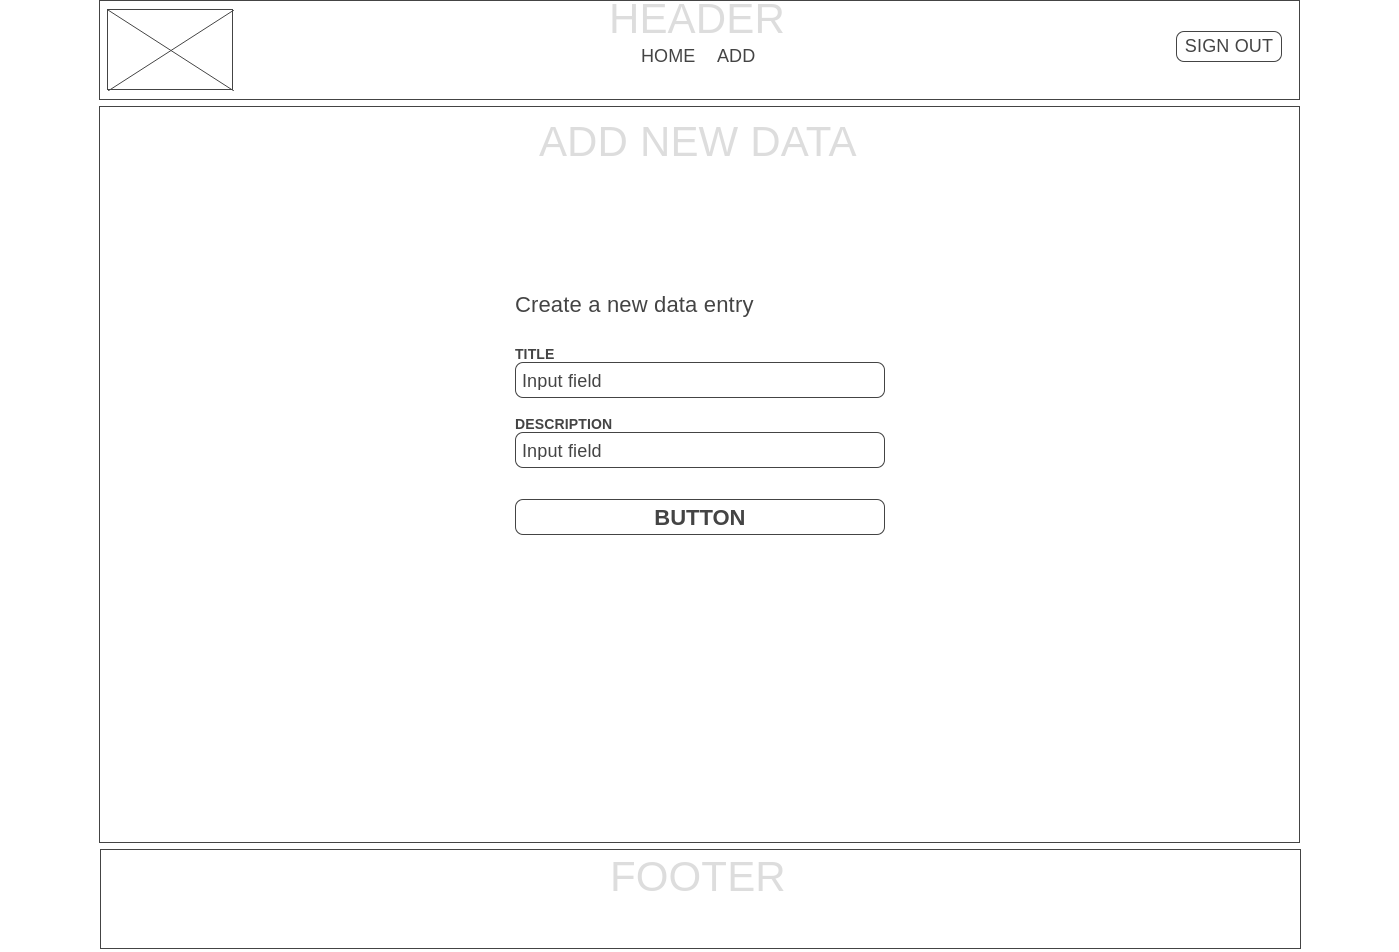 HEADER
HOME ADD
SIGN OUT
ADD NEW DATA
Create a new data entry
TITLE
Input field
DESCRIPTION
Input field
BUTTON
FOOTER